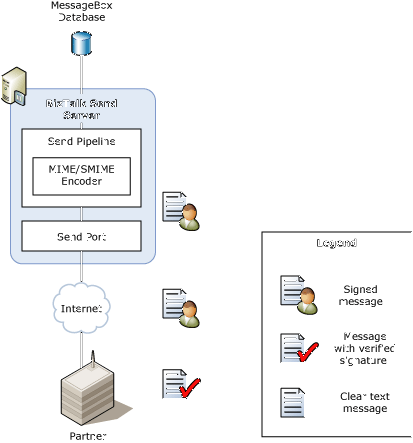 MessageBox
Database
BizTalk Send
Server
Send Pipeline
MIME/SMIME
Encoder
Send Port
Internet
Partner
Legend
Signed
message
Message
with verified
signature
Clear text
message